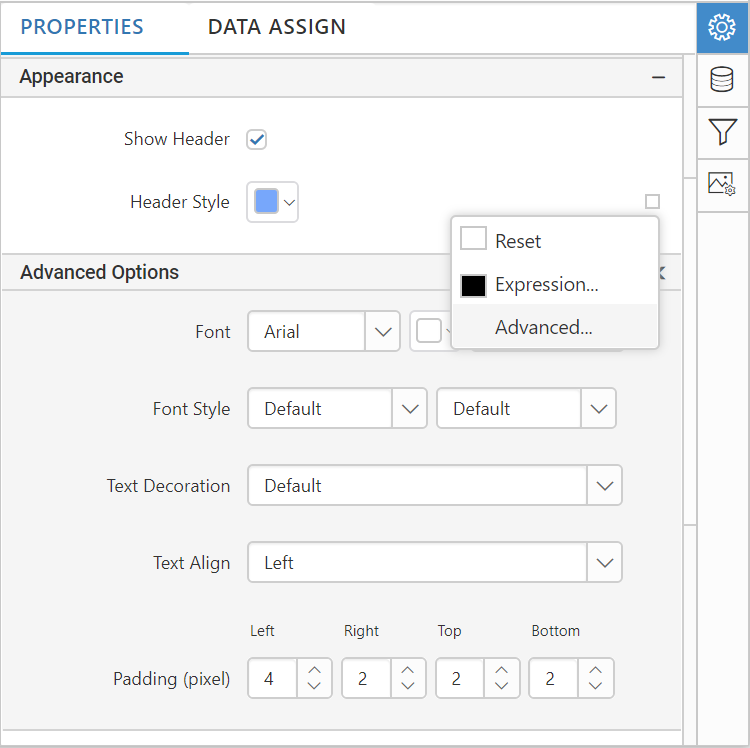 PROPERTIES DATA ASSIGN
Appearance
Show Header
Header Style
Reset
Advanced Options
Expression...
Advanced...
Font Arial
Font Style Default Default
Text Decoration Default
Text Align Left
Left Right Top Bottom
Padding (pixel) 4 2 2 2